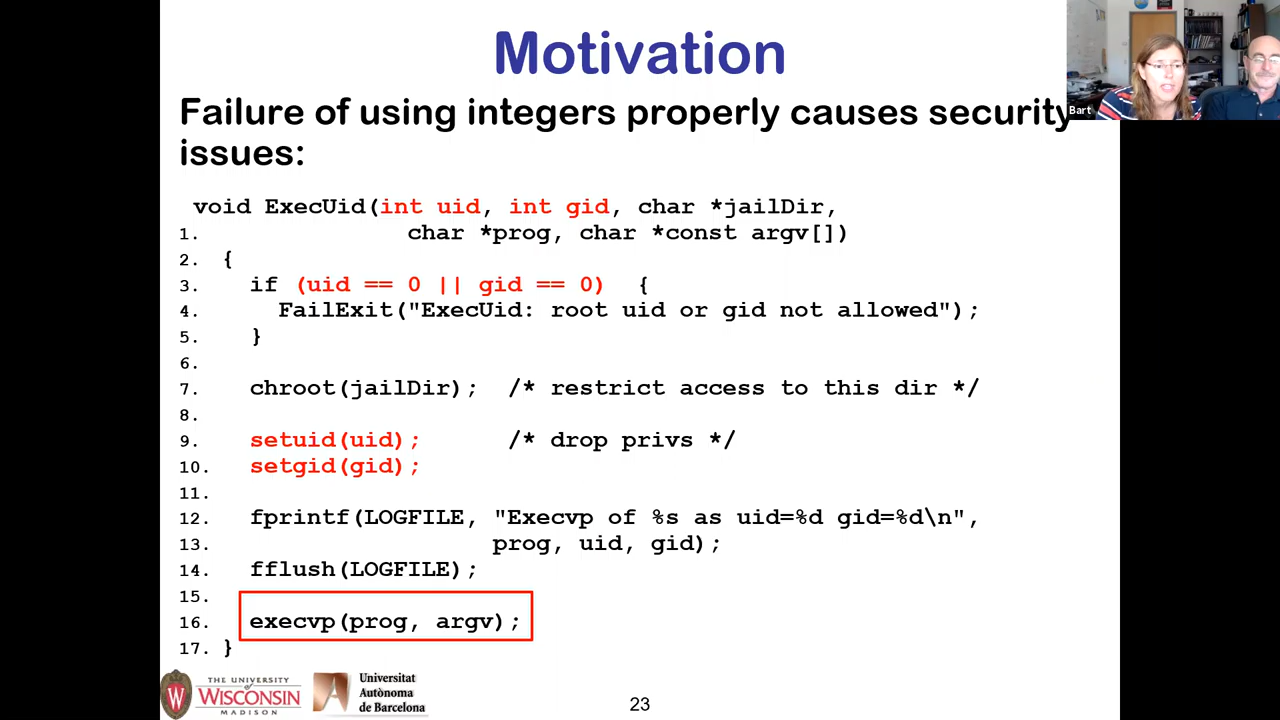 Motivation
Bart
Failure of using integers properly causes security
issues:
void ExecUid(int uid, int gid, char *jailDir,
1. char *prog, char *const argv[])
2. {
3. if (uid == 0 || gid == 0) {
4. FailExit("ExecUid: root uid or gid not allowed");
5. }
6.
7. chroot(jailDir); /* restrict access to this dir */
8.
9. setuid(uid); /* drop privs */
10. setgid(gid);
11.
12. fprintf(LOGFILE, "Execvp of %s as uid=%d gid=%d\n",
13. prog, uid, gid);
14. fflush(LOGFILE);
15.
16. execvp(prog, argv);
17. }
THE UNIVERSITY
of
WISCONSIN
MADISON
Universitat
Autònoma
de Barcelona
23